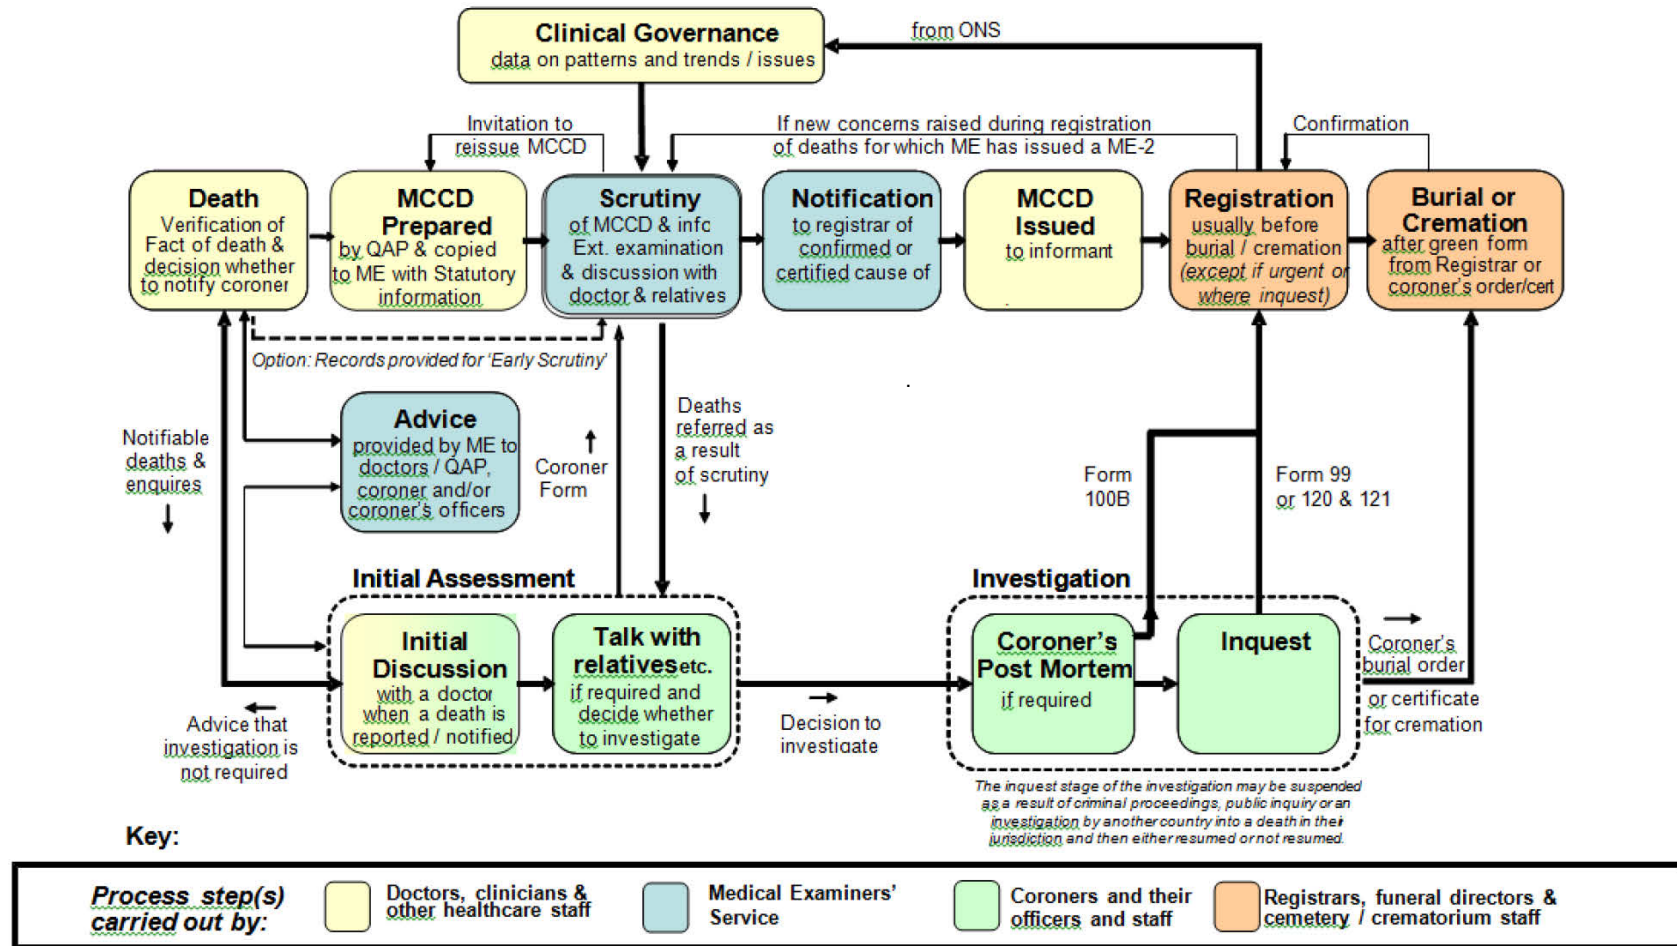 Clinical Governance
data on patterns and trends / issues
from ONS
Invitation to
reissue MCCD
If new concerns raised during registration
of deaths for which ME has issued a ME-2
Confirmation
Death
Verification of
Fact of death &
decision whether
to notify coroner
MCCD
Prepared
by QAP & copied
to ME with Statutory
information
Scrutiny
of MCCD & info
Ext. examination
& discussion with
doctor & relatives
Notification
to registrar of
confirmed or
certified cause of
MCCD
Issued
to informant
.
Registration
usually before
burial / cremation
(except if urgent or
where inquest)
Burial or
Cremation
after green form
from Registrar or
coroner's order/cert
Option: Records provided for 'Early Scrutiny'
Notifiable
deaths &
enquires
Advice
provided by ME to
doctors / QAP,
coroner and/or
coroner's officers
Coroner
Form
Deaths
referred as
a result
of scrutiny
Form
100B
Form 99
or 120 & 121
Initial Assessment
Initial
Discussion
with a doctor
when a death is
reported / notified
Talk with
relatives etc.
if required and
decide whether
to investigate
Advice that
investigation is
not required
Decision to
investigate
Investigation
Coroner's
Post Mortem
if required
Inquest
Coroner's
burial order
or certificate
for cremation
The inquest stage of the investigation may be suspended
as a result of criminal proceedings, public inquiry or an
investigation by another country into a death in their
jurisdiction and then either resumed or not resumed.
Key:
Process step(s)
carried out by:
Doctors, clinicians &
other healthcare staff
Medical Examiners'
Service
Coroners and their
officers and staff
Registrars, funeral directors &
cemetery / crematorium staff